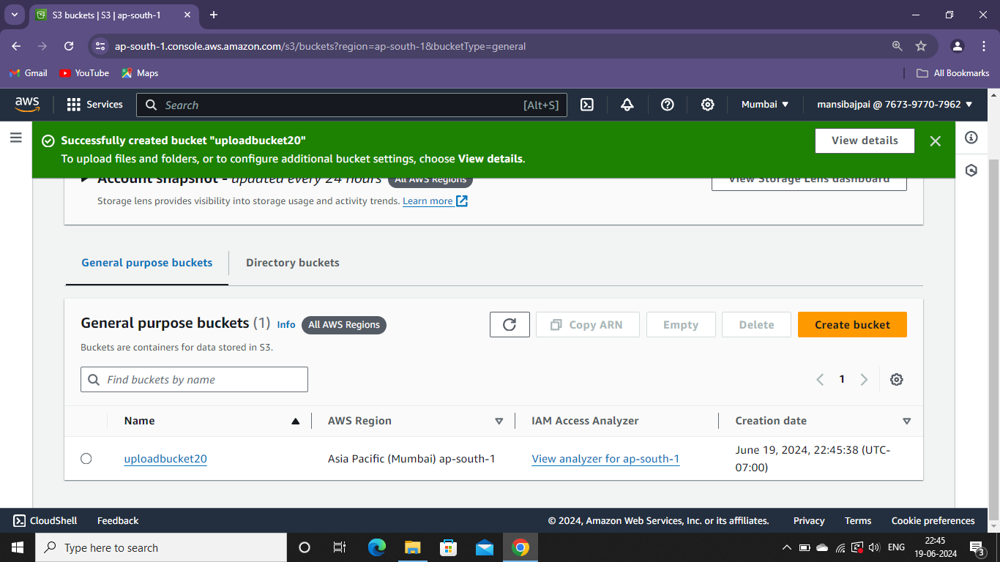 S3 buckets | S3 | ap-south-1
ap-south-1.console.aws.amazon.com/s3/buckets?region=ap-south-1&bucketType=general
Gmail YouTube Maps All Bookmarks
aws Services Search [Alt+S] Mumbai mansibajpai @ 7673-9770-7962
Successfully created bucket "uploadbucket20" View details
To upload files and folders, or to configure additional bucket settings, choose View details.
Account snapshot - updated every 24 hours All AWS Regions View Storage Lens dashboard
Storage lens provides visibility into storage usage and activity trends. Learn more
General purpose buckets Directory buckets
General purpose buckets (1) Info All AWS Regions Copy ARN Empty Delete Create bucket
Buckets are containers for data stored in S3.
Find buckets by name 1
Name AWS Region IAM Access Analyzer Creation date
uploadbucket20 Asia Pacific (Mumbai) ap-south-1 View analyzer for ap-south-1 June 19, 2024, 22:45:38 (UTC-
07:00)
CloudShell Feedback © 2024, Amazon Web Services, Inc. or its affiliates. Privacy Terms Cookie preferences
Type here to search ENG 22:45
19-06-2024 3